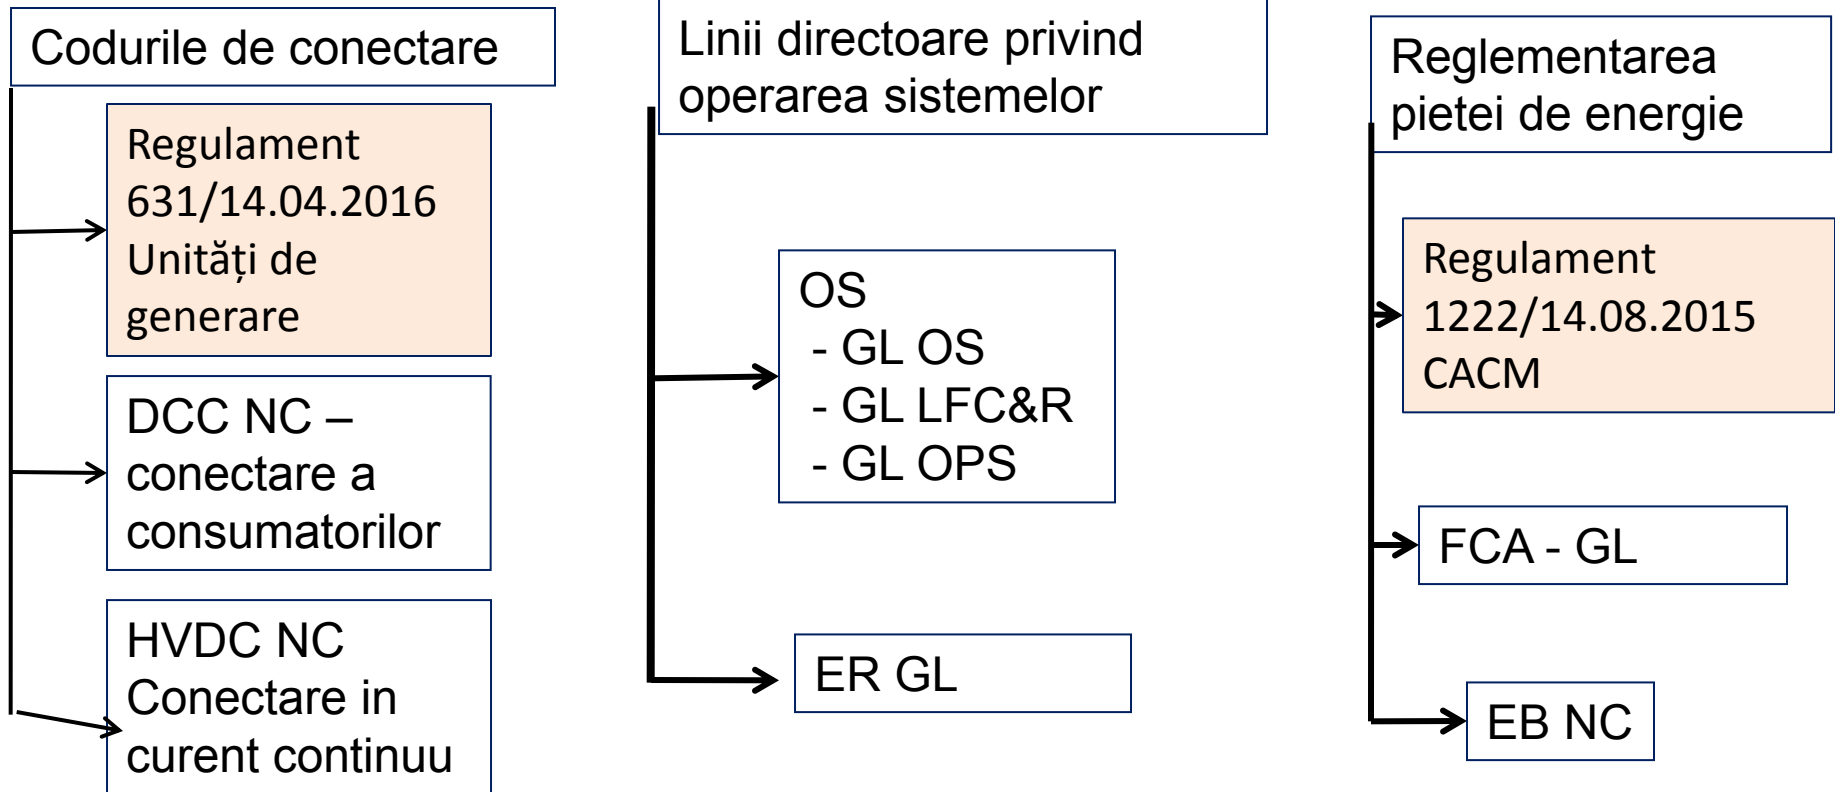 Codurile de conectare
Regulament
631/14.04.2016
Unități de
generare
DCC NC –
conectare a
consumatorilor
HVDC NC
Conectare in
curent continuu
Linii directoare privind
operarea sistemelor
OS
- GL OS
- GL LFC&R
- GL OPS
ER GL
Reglementarea
pietei de energie
Regulament
1222/14.08.2015
CACM
FCA - GL
EB NC